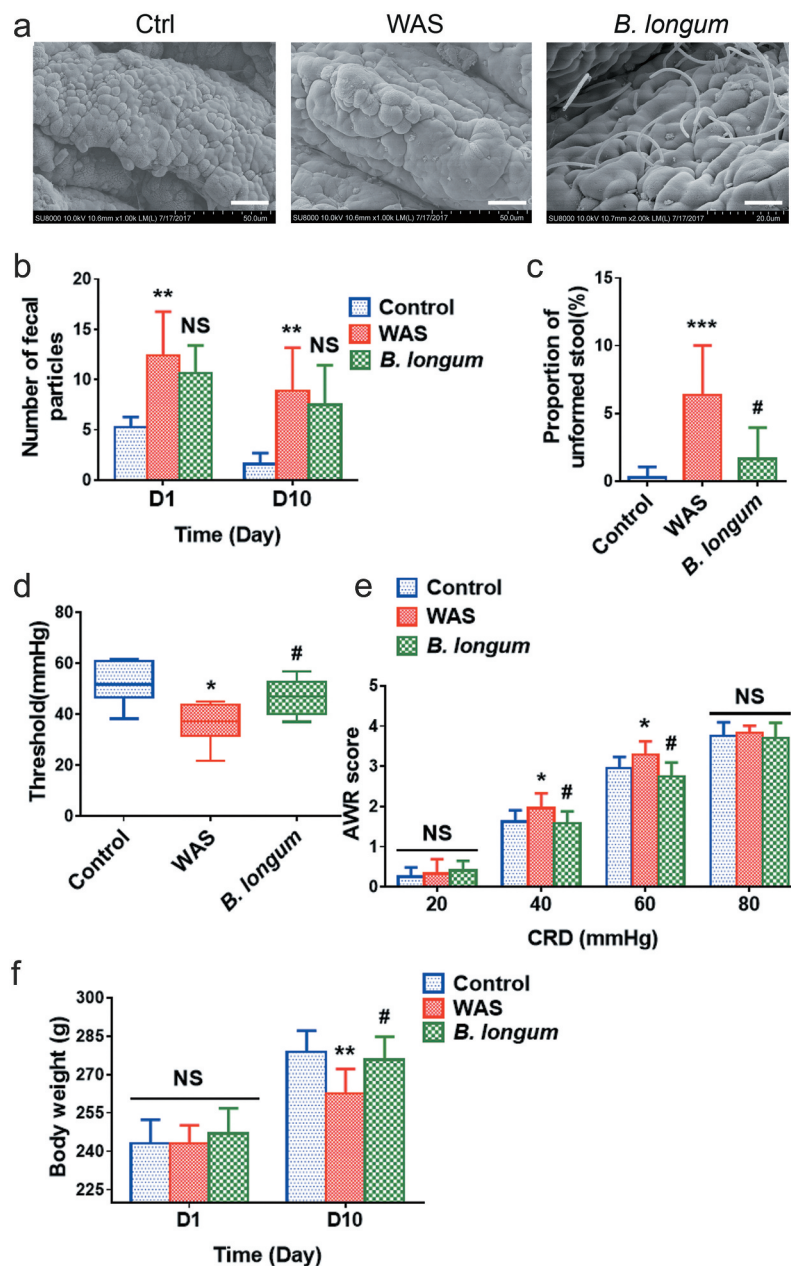 a
Ctrl
WAS
B. longum
SU8000 10.0kV 10.6mm x1.00k LM(L) 7/17/2017
50.0um
SU8000 10.0kV 10.6mm x1.00k LM(L) 7/17/2017
50.0um
SU8000 10.0kV 10.7mm x2.00k LM(L) 7/17/2017
20.0um
b
Number of fecal
particles
20
15
10
5
0
**
NS
**
NS
Control
WAS
B. longum
D1
D10
Time (Day)
c
Proportion of
unformed stool(%)
15
10
5
0
***
#
Control
WAS
B. longum
d
Threshold(mmHg)
80
60
40
20
0
*
#
Control
WAS
B. longum
e
Control
WAS
B. longum
AWR score
5
4
3
2
1
0
NS
*
#
*
#
NS
20
40
60
80
CRD (mmHg)
f
Body weight (g)
300
285
270
255
240
225
NS
**
#
Control
WAS
B. longum
D1
D10
Time (Day)